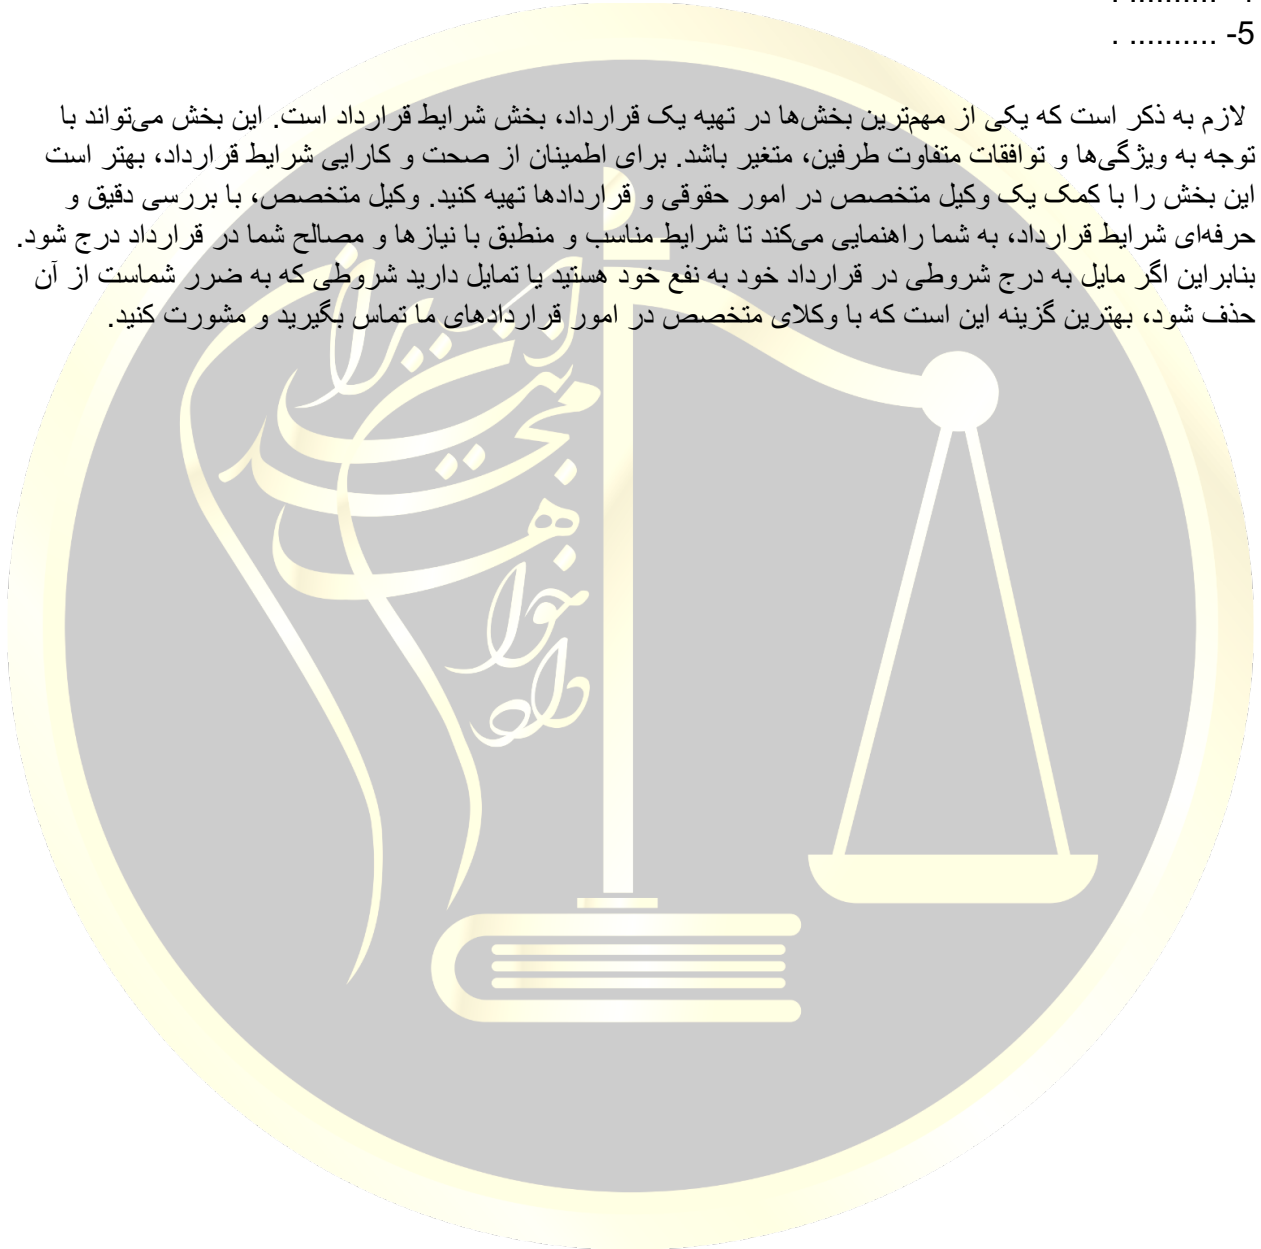 5- .......... .
لازم به ذکر است که یکی از مهم‌ترین بخش‌ها در تهیه یک قرارداد، بخش شرایط قرارداد است. این بخش می‌تواند با
توجه به ویژگی‌ها و توافقات متفاوت طرفین، متغیر باشد. برای اطمینان از صحت و کارایی شرایط قرارداد، بهتر است
این بخش را با کمک یک وکیل متخصص در امور حقوقی و قراردادها تهیه کنید. وکیل متخصص، با بررسی دقیق و
حرفه‌ای شرایط قرارداد، به شما راهنمایی می‌کند تا شرایط مناسب و منطبق با نیازها و مصالح شما در قرارداد درج شود.
بنابراین اگر مایل به درج شروطی در قرارداد خود به نفع خود هستید یا تمایل دارید شروطی که به ضرر شماست از آن
حذف شود، بهترین گزینه این است که با وکلای متخصص در امور قراردادهای ما تماس بگیرید و مشورت کنید.
داد
خوا